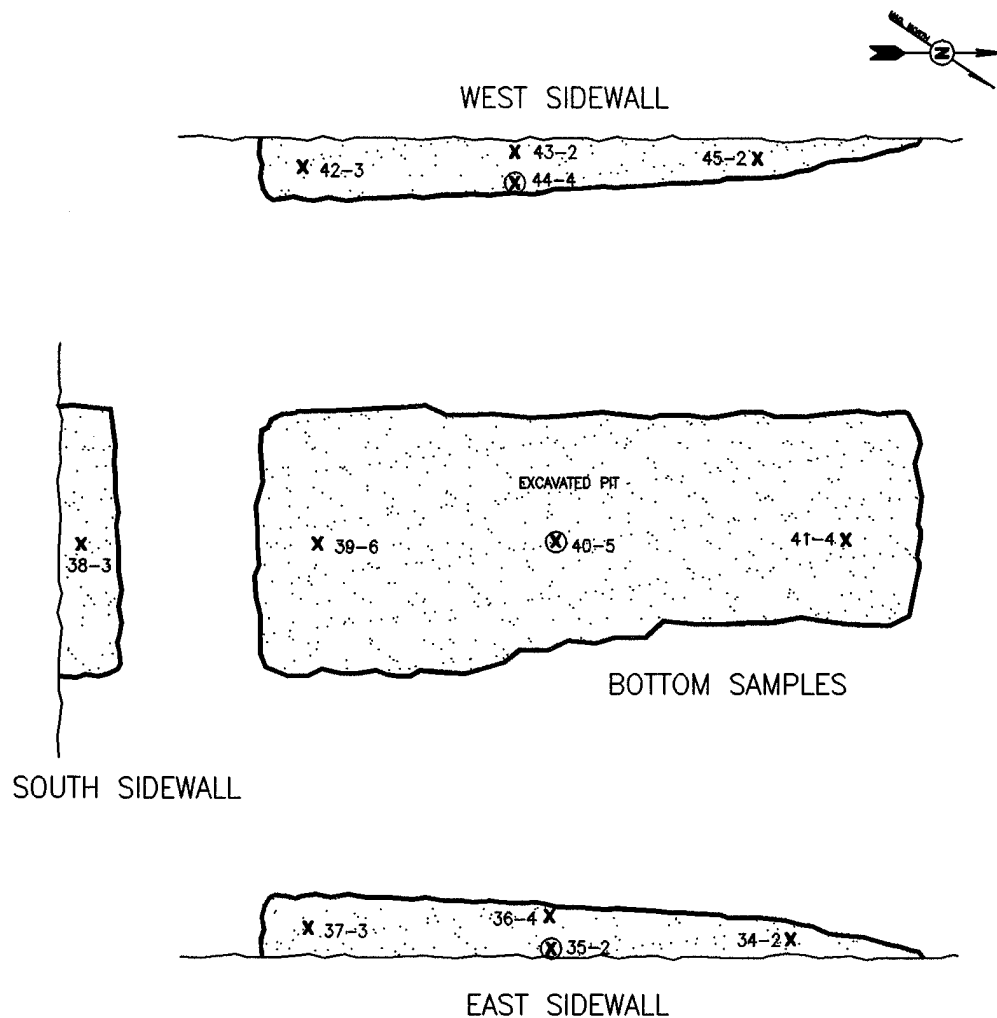 MAG. NORTH
N
WEST SIDEWALL
42-3
43-2
45-2
44-4
EXCAVATED PIT
38-3
39-6
40-5
41-4
BOTTOM SAMPLES
SOUTH SIDEWALL
37-3
36-4
35-2
34-2
EAST SIDEWALL